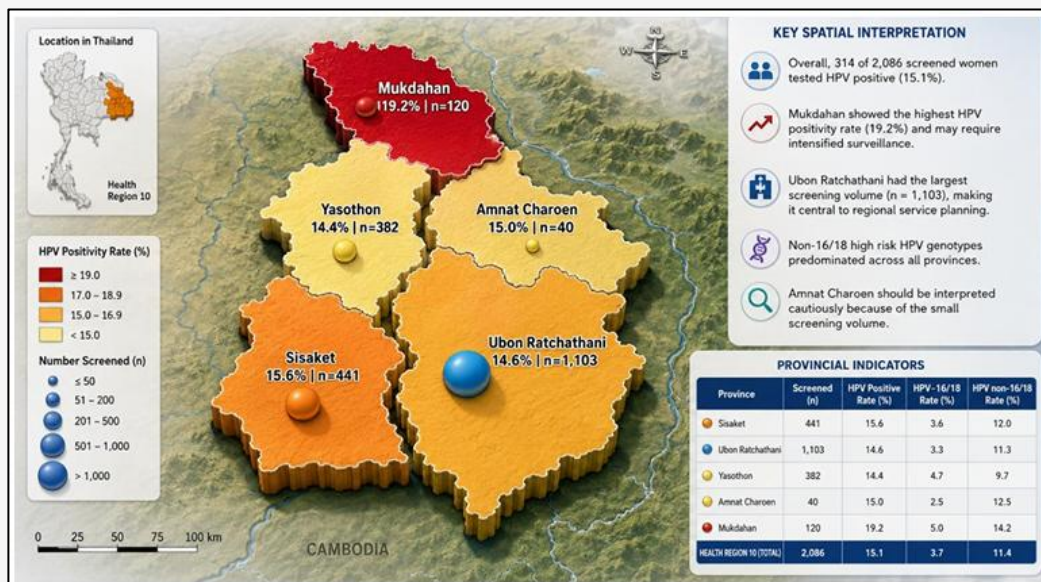 Location in Thailand
Health
Region 10
HPV Positivity Rate (%)
≥ 19.0
17.0 – 18.9
15.0 – 16.9
< 15.0
Number Screened (n)
≤ 50
51 – 200
201 – 500
501 – 1,000
> 1,000
0 25 50 75 100 km
N
W E
S
Mukdahan
19.2% | n=120
Yasothon
14.4% | n=382
Amnat Charoen
15.0% | n=40
Sisaket
15.6% | n=441
Ubon Ratchathani
14.6% | n=1,103
CAMBODIA
KEY SPATIAL INTERPRETATION
Overall, 314 of 2,086 screened women
tested HPV positive (15.1%).
Mukdahan showed the highest HPV
positivity rate (19.2%) and may require
intensified surveillance.
Ubon Ratchathani had the largest
screening volume (n = 1,103), making
it central to regional service planning.
Non-16/18 high risk HPV genotypes
predominated across all provinces.
Amnat Charoen should be interpreted
cautiously because of the small
screening volume.
PROVINCIAL INDICATORS
Province Screened (n) HPV Positive Rate (%) HPV-16/18 Rate (%) HPV non-16/18 Rate (%)
Sisaket 441 15.6 3.6 12.0
Ubon Ratchathani 1,103 14.6 3.3 11.3
Yasothon 382 14.4 4.7 9.7
Amnat Charoen 40 15.0 2.5 12.5
Mukdahan 120 19.2 5.0 14.2
HEALTH REGION 10 (TOTAL) 2,086 15.1 3.7 11.4